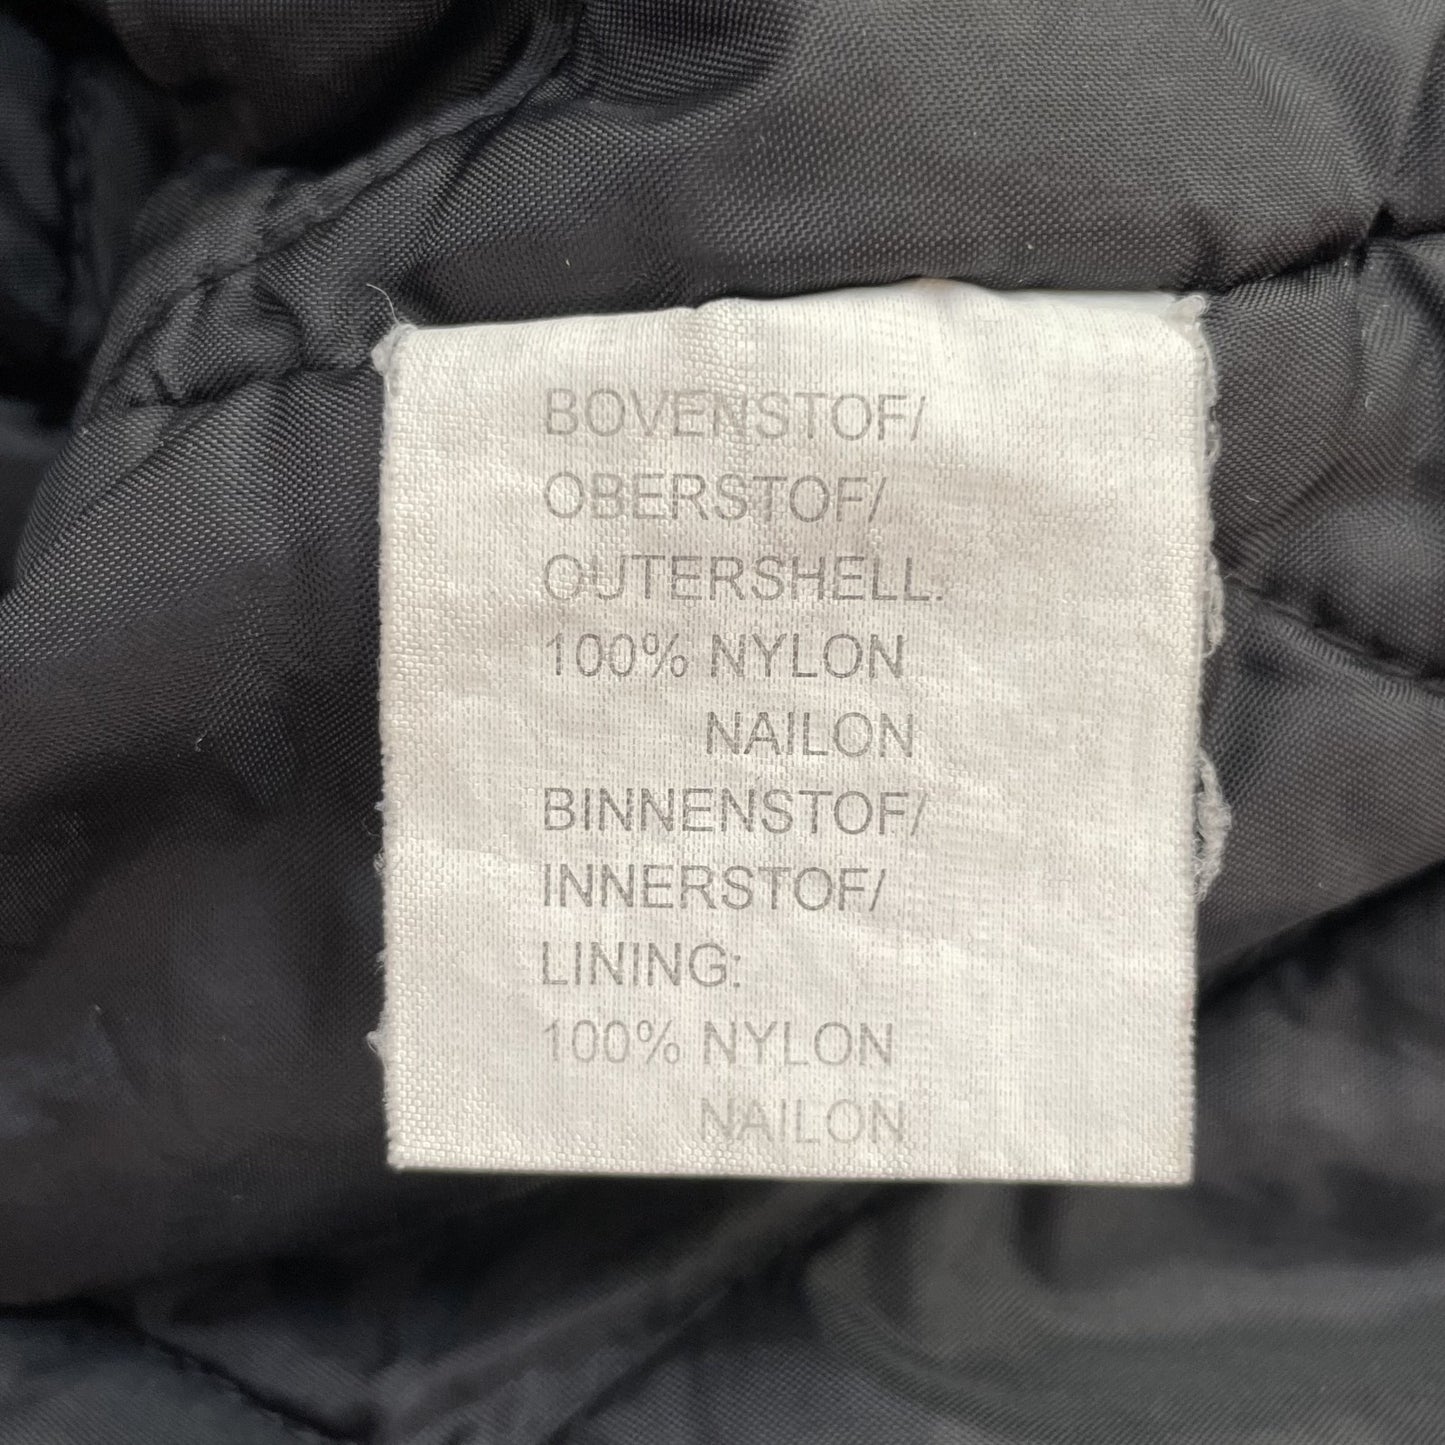 BOVENSTOF/
OBERSTOF/
OUTERSHELL:
100% NYLON
NAILON
BINNENSTOF/
INNERSTOF/
LINING:
100% NYLON
NAILON